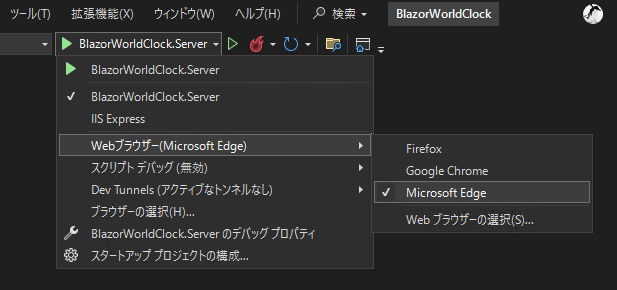 ツール(T) 拡張機能(X) ウィンドウ(W) ヘルプ(H) 検索 BlazorWorldClock
BlazorWorldClock.Server
BlazorWorldClock.Server
BlazorWorldClock.Server
IIS Express
Webブラウザー(Microsoft Edge)
スクリプト デバッグ (無効)
Dev Tunnels (アクティブなトンネルなし)
ブラウザーの選択(H)...
BlazorWorldClock.Server のデバッグ プロパティ
スタートアップ プロジェクトの構成...
Firefox
Google Chrome
Microsoft Edge
Web ブラウザーの選択(S)...